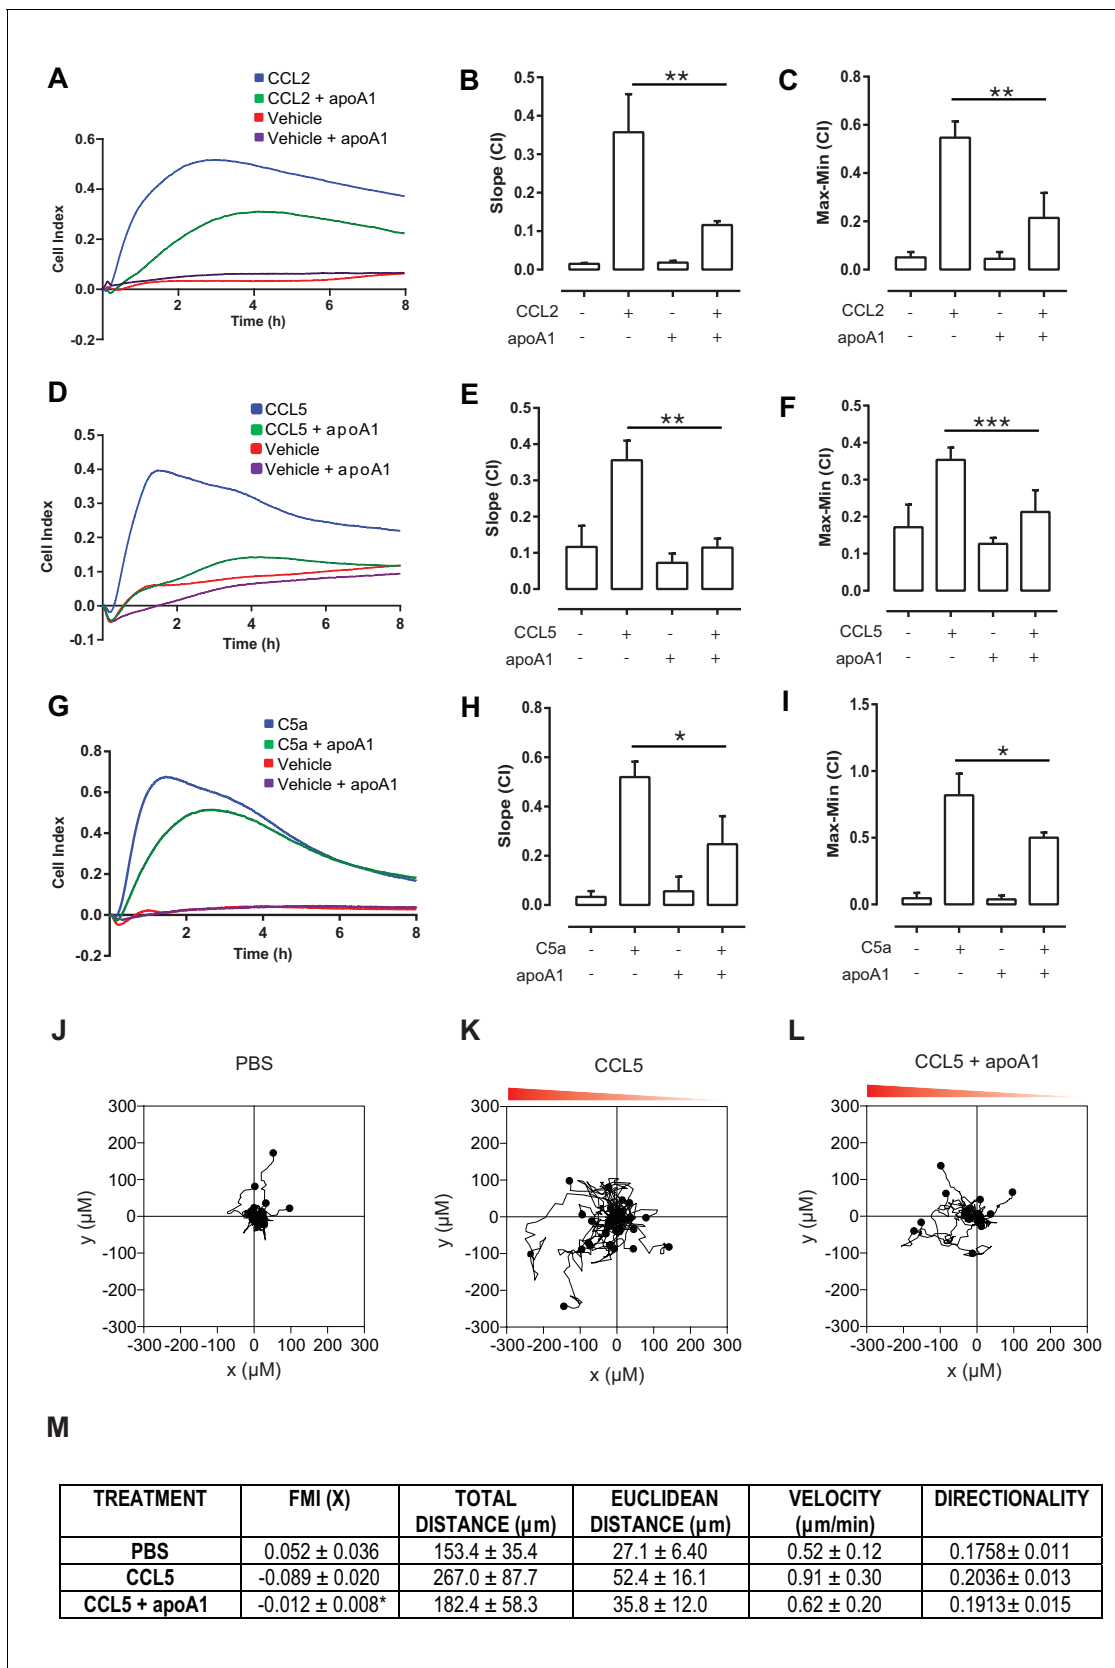 A
CCL2
CCL2 + apoA1
Vehicle
Vehicle + apoA1
0.6
0.4
0.2
0.0
-0.2
2 4 6 8
Cell Index
Time (h)
B
**
0.5
0.4
0.3
0.2
0.1
0.0
Slope (CI)
CCL2 - + - +
apoA1 - - + +
C
**
0.8
0.6
0.4
0.2
0.0
Max-Min (CI)
CCL2 - + - +
apoA1 - - + +
D
CCL5
CCL5 + apoA1
Vehicle
Vehicle + apoA1
0.5
0.4
0.3
0.2
0.1
0.0
-0.1
2 4 6 8
Cell Index
Time (h)
E
**
0.5
0.4
0.3
0.2
0.1
0.0
Slope (CI)
CCL5 - + - +
apoA1 - - + +
F
***
0.5
0.4
0.3
0.2
0.1
0.0
Max-Min (CI)
CCL5 - + - +
apoA1 - - + +
G
C5a
C5a + apoA1
Vehicle
Vehicle + apoA1
0.8
0.6
0.4
0.2
0.0
-0.2
2 4 6 8
Cell Index
Time (h)
H
*
0.8
0.6
0.4
0.2
0.0
Slope (CI)
C5a - + - +
apoA1 - - + +
I
*
1.5
1.0
0.5
0.0
Max-Min (CI)
C5a - + - +
apoA1 - - + +
J
PBS
300
200
100
0
-100
-200
-300
-300 -200 -100 0 100 200 300
y (µM)
x (µM)
K
CCL5
300
200
100
0
-100
-200
-300
-300 -200 -100 0 100 200 300
y (µM)
x (µM)
L
CCL5 + apoA1
300
200
100
0
-100
-200
-300
-300 -200 -100 0 100 200 300
y (µM)
x (µM)
M
TREATMENT FMI (X) TOTAL DISTANCE (µm) EUCLIDEAN DISTANCE (µm) VELOCITY (µm/min) DIRECTIONALITY
PBS 0.052 ± 0.036 153.4 ± 35.4 27.1 ± 6.40 0.52 ± 0.12 0.1758± 0.011
CCL5 -0.089 ± 0.020 267.0 ± 87.7 52.4 ± 16.1 0.91 ± 0.30 0.2036± 0.013
CCL5 + apoA1 -0.012 ± 0.008* 182.4 ± 58.3 35.8 ± 12.0 0.62 ± 0.20 0.1913± 0.015